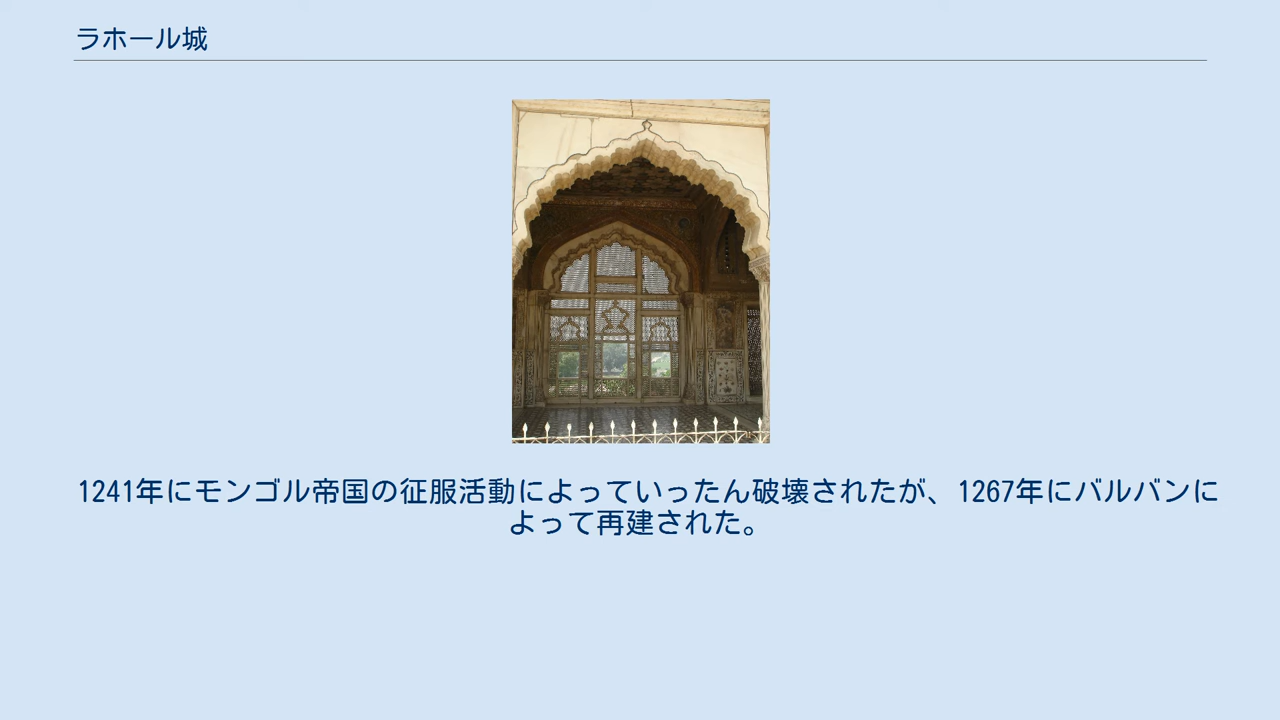 ラホール城
1241年にモンゴル帝国の征服活動によっていったん破壊されたが、1267年にバルバンに
よって再建された。